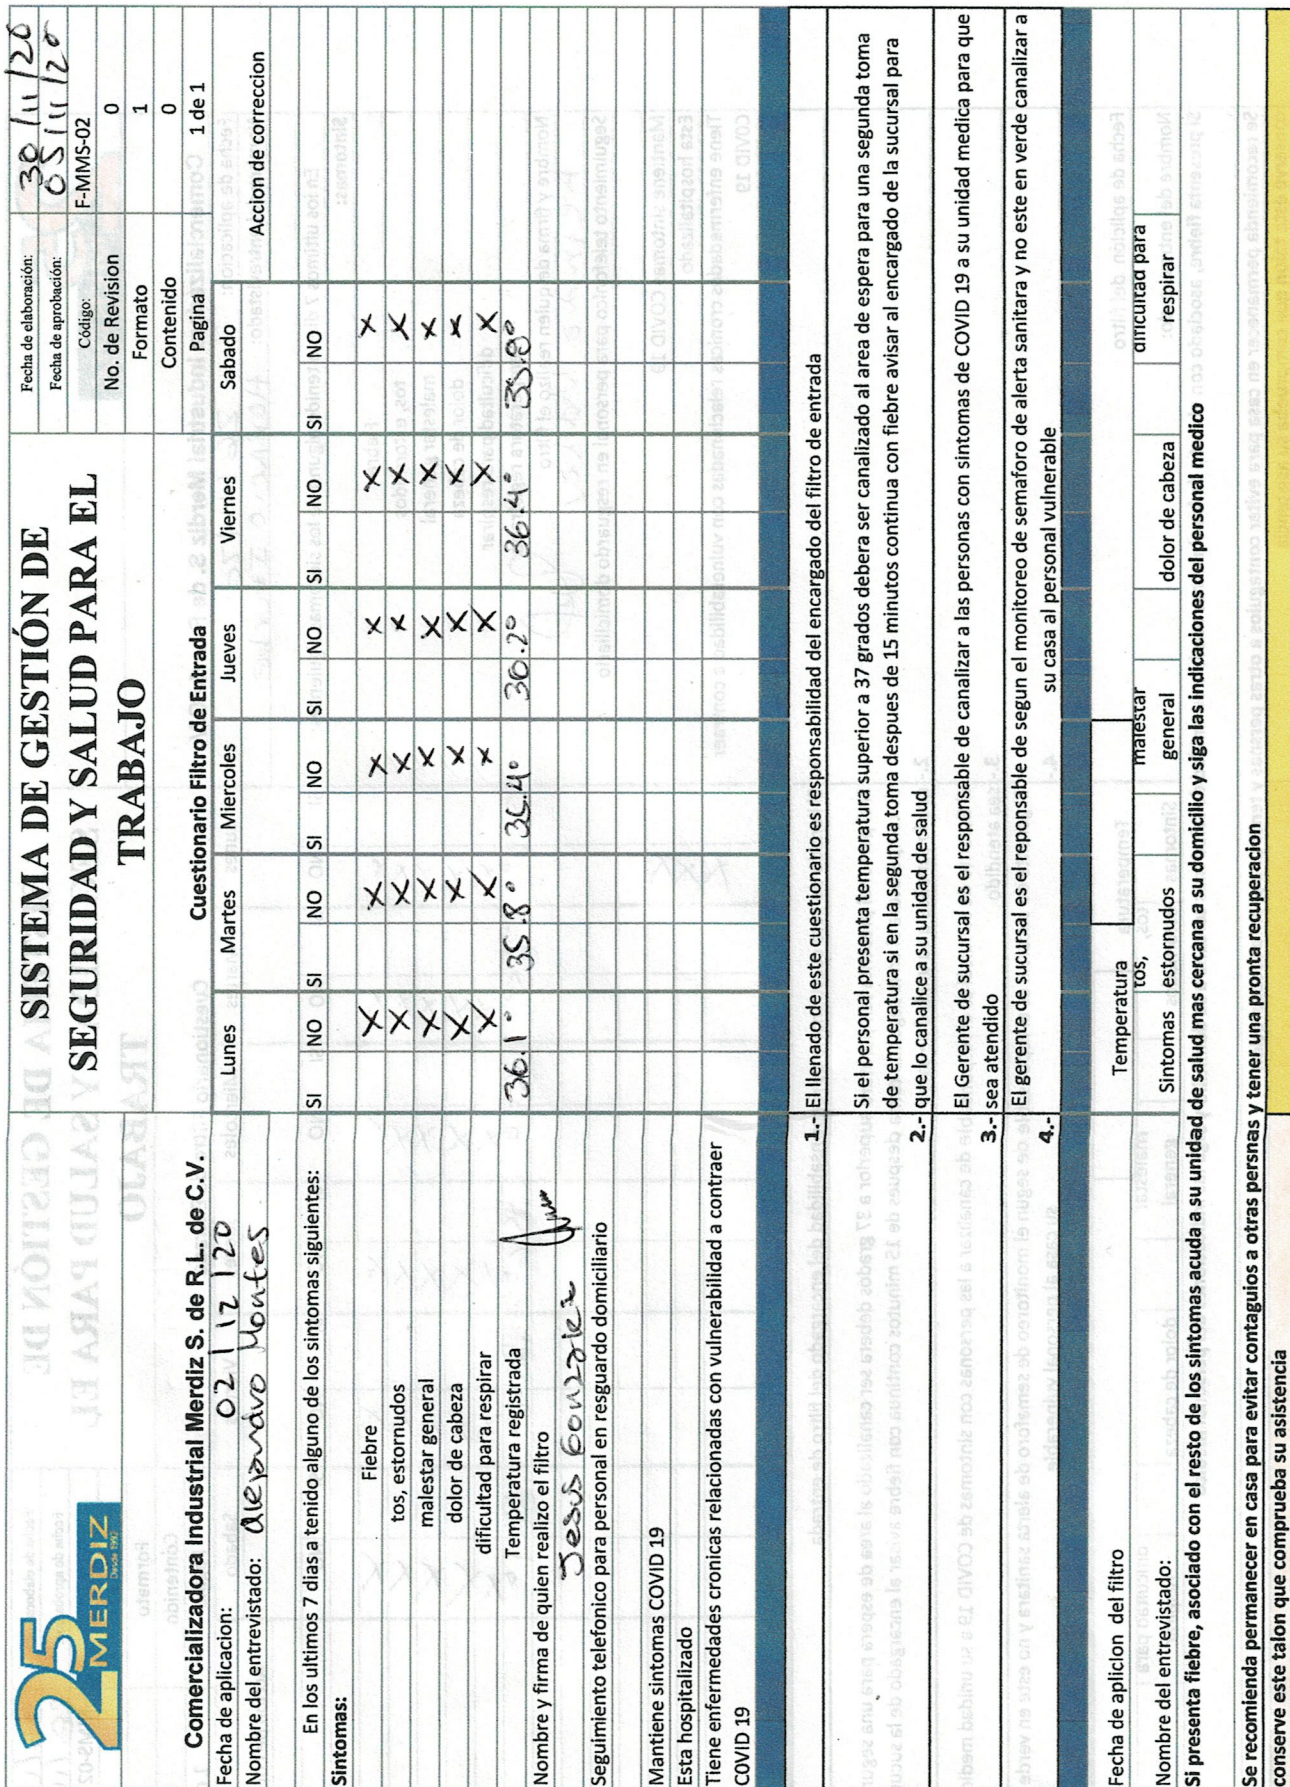 25
MERDIZ
Desde 1992
SISTEMA DE GESTIÓN DE
SEGURIDAD Y SALUD PARA EL
TRABAJO
Fecha de elaboración: 30/11/20
Fecha de aprobación: 05/11/20
Código: F-MMS-02
No. de Revision 0
Formato 1
Contenido 0
Pagina 1 de 1
Comercializadora Industrial Merdiz S. de R.L. de C.V. Cuestionario Filtro de Entrada
Fecha de aplicacion: 02/12/20
Nombre del entrevistado: Alejandro Montes
Lunes Martes Miercoles Jueves Viernes Sabado Accion de correccion
En los ultimos 7 dias a tenido alguno de los sintomas siguientes: SI NO SI NO SI NO SI NO SI NO SI NO
Sintomas:
Fiebre X X X X X X
tos, estornudos X X X X X X
malestar general X X X X X X
dolor de cabeza X X X X X X
dificultad para respirar X X X X X X
Temperatura registrada 36.1° 35.8° 36.2° 36.4°
Nombre y firma de quien realizo el filtro
Jesus Gonzalez
Seguimiento telefonico para personal en resguardo domiciliario
Mantiene sintomas COVID 19
Esta hospitalizado
Tiene enfermedades cronicas relacionadas con vulnerabilidad a contraer
COVID 19
1.- El llenado de este cuestionario es responsabilidad del encargado del filtro de entrada
Si el personal presenta temperatura superior a 37 grados debera ser canalizado al area de espera para una segunda toma
de temperatura si en la segunda toma despues de 15 minutos continua con fiebre avisar al encargado de la sucursal para
2.- que lo canalice a su unidad de salud
El Gerente de sucursal es el responsable de canalizar a las personas con sintomas de COVID 19 a su unidad medica para que
3.- sea atendido
El gerente de sucursal es el reponsable de segun el monitoreo de semaforo de alerta sanitara y no este en verde canalizar a
4.- su casa al personal vulnerable
Fecha de aplicion del filtro Temperatura
Nombre del entrevistado: Sintomas tos, estornudos malestar general dolor de cabeza dificultad para respirar
Si presenta fiebre, asociado con el resto de los sintomas acuda a su unidad de salud mas cercana a su domicilio y siga las indicaciones del personal medico
Se recomienda permanecer en casa para evitar contaguios a otras persnas y tener una pronta recuperacion
conserve este talon que comprueba su asistencia